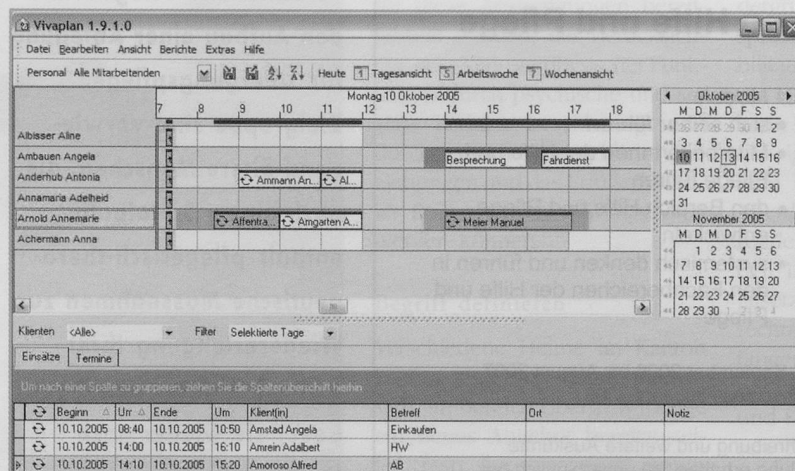 Vivaplan 1.9.1.0
Datei Bearbeiten Ansicht Berichte Extras Hilfe
Personal Alle Mitarbeitenden Heute 1 Tagesansicht 5 Arbeitswoche 7 Wochenansicht
Montag 10 Oktober 2005
7 8 9 10 11 12 13 14 15 16 17 18
Albisser Aline
Ambauen Angela Besprechung Fahrdienst
Anderhub Antonia Ammann An... Al...
Annamaria Adelheid
Arnold Annemarie Affentra... Amgarten A... Meier Manuel
Achermann Anna
Oktober 2005
M D M D F S S
26 27 28 29 30 1 2
3 4 5 6 7 8 9
10 11 12 13 14 15 16
17 18 19 20 21 22 23
24 25 26 27 28 29 30
31
November 2005
M D M D F S S
1 2 3 4 5 6
7 8 9 10 11 12 13
14 15 16 17 18 19 20
21 22 23 24 25 26 27
28 29 30 1 2 3 4
Klienten <Alle> Filter Selektierte Tage
Einsätze Termine
Um nach einer Spalte zu gruppieren, ziehen Sie die Spaltenüberschrift hierhin
Beginn Um Ende Um Klient(in) Betreff Ort Notiz
10.10.2005 08:40 10.10.2005 10:50 Amstad Angela Einkaufen
10.10.2005 14:00 10.10.2005 16:10 Amrein Adalbert HW
10.10.2005 14:10 10.10.2005 15:20 Amoroso Alfred AB